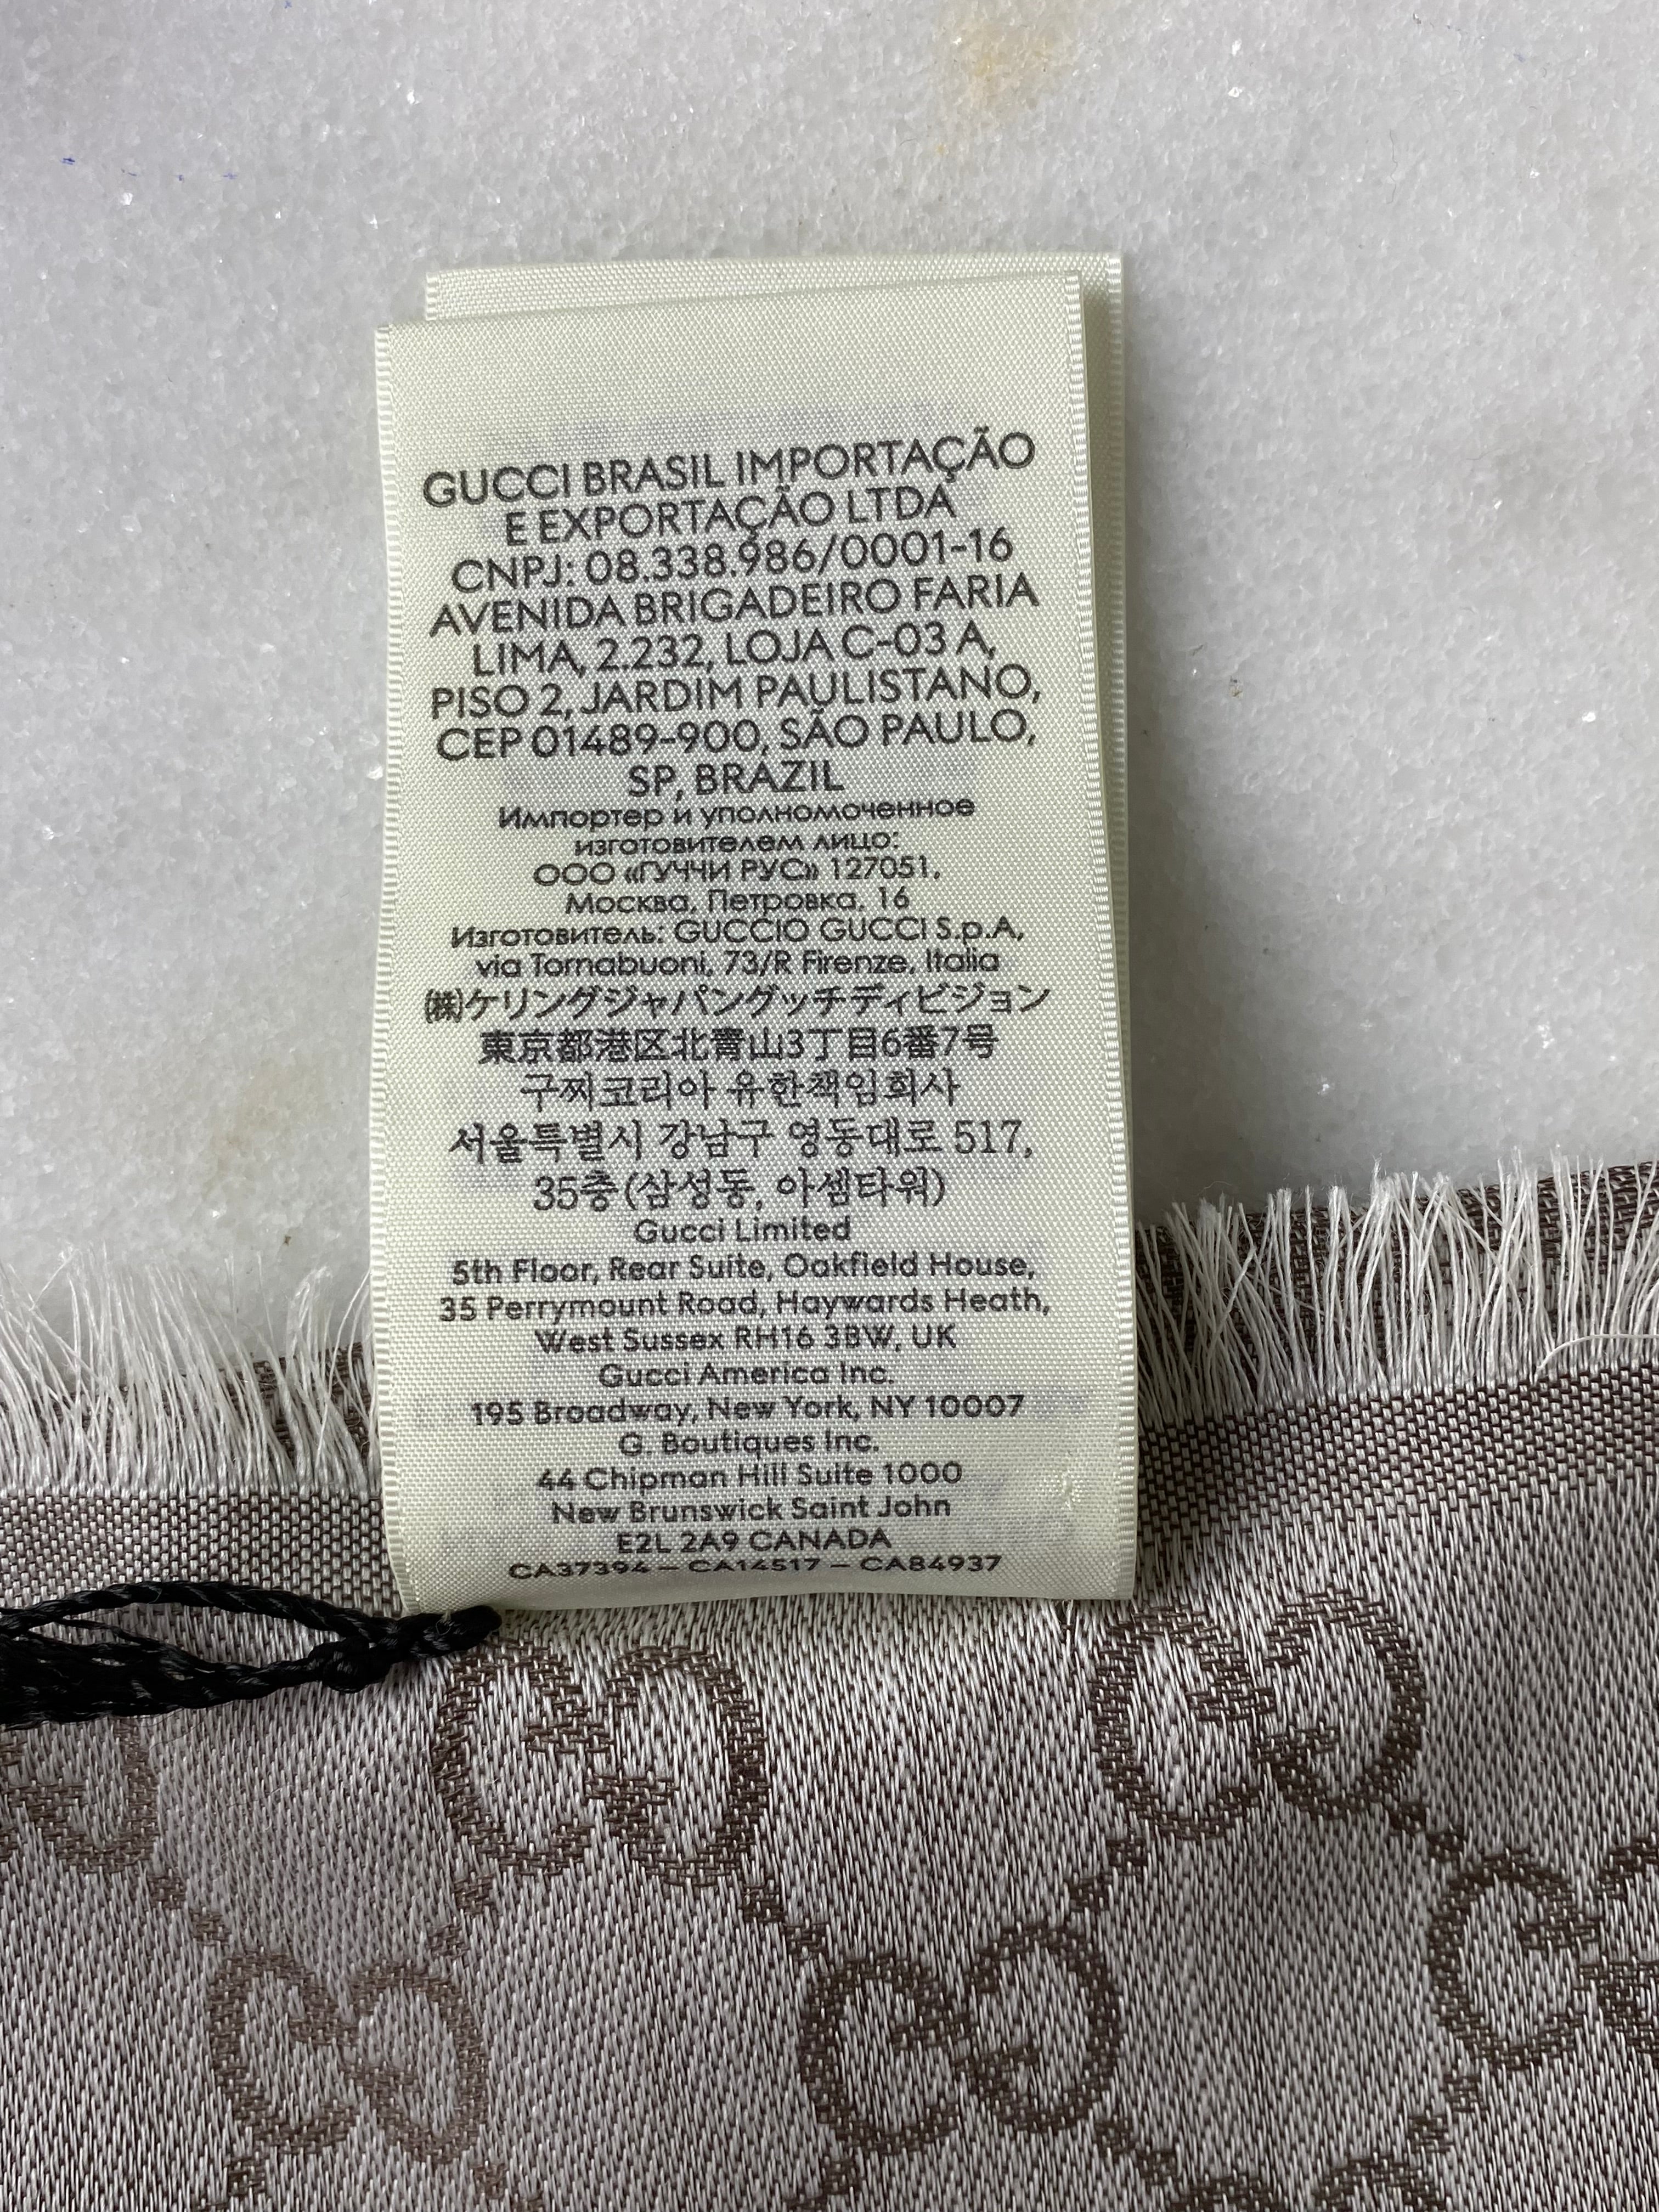 GUCCI BRASIL IMPORTAÇÃO
E EXPORTAÇÃO LTDA
CNPJ: 08.338.986/0001-16
AVENIDA BRIGADEIRO FARIA
LIMA, 2.232, LOJA C-03 A,
PISO 2, JARDIM PAULISTANO,
CEP 01489-900, SÃO PAULO,
SP, BRAZIL
Импортер и уполномоченное
изготовителем лицо:
ООО «ГУЧЧИ РУС» 127051,
Москва, Петровка, 16
Изготовитель: GUCCIO GUCCI S.p.A,
via Tornabuoni, 73/R Firenze, Italia
(株)ケリングジャパングッチディビジョン
東京都港区北青山3丁目6番7号
구찌코리아 유한책임회사
서울특별시 강남구 영동대로 517,
35층(삼성동, 아셈타워)
Gucci Limited
5th Floor, Rear Suite, Oakfield House,
35 Perrymount Road, Haywards Heath,
West Sussex RH16 3BW, UK
Gucci America Inc.
195 Broadway, New York, NY 10007
G. Boutiques Inc.
44 Chipman Hill Suite 1000
New Brunswick Saint John
E2L 2A9 CANADA
CA37394 – CA14517 – CA84937